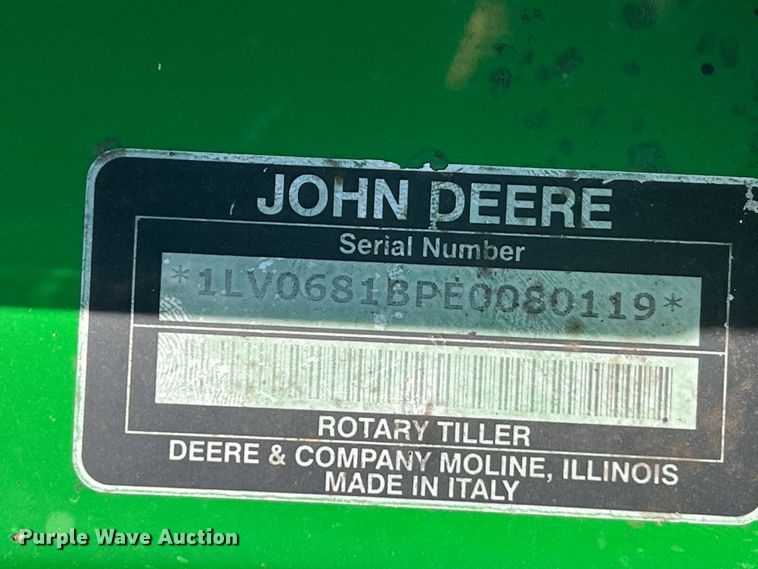 JOHN DEERE
Serial Number
*1LV0681BPE0080119*
ROTARY TILLER
DEERE & COMPANY MOLINE, ILLINOIS
MADE IN ITALY
Purple Wave Auction